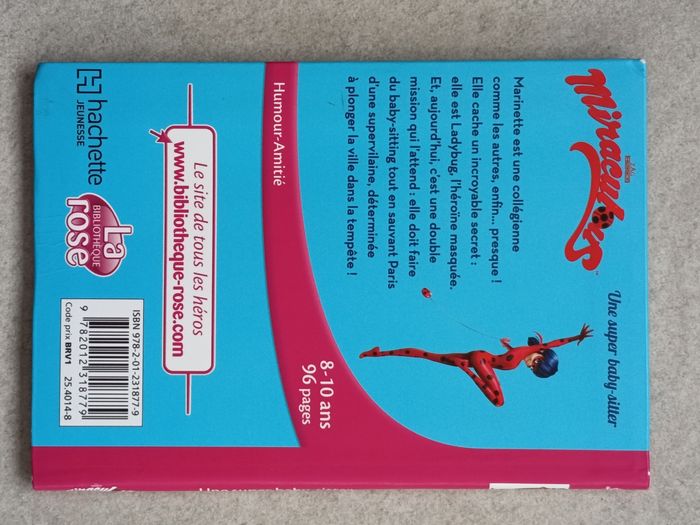 Miraculous
Une super baby-sitter
Marinette est une collégienne
comme les autres, enfin... presque !
Elle cache un incroyable secret :
elle est Ladybug, l'héroïne masquée.
Et, aujourd'hui, c'est une double
mission qui l'attend : elle doit faire
du baby-sitting tout en sauvant Paris
d'une supervilaine, déterminée
à plonger la ville dans la tempête !
Humour-Amitié
8-10 ans
96 pages
Le site de tous les héros
www.bibliotheque-rose.com
hachette
JEUNESSE
La
BIBLIOTHÈQUE
rose
ISBN 978-2-01-231877-9
9 782012 318779
Code prix BRV1
25.4014-8